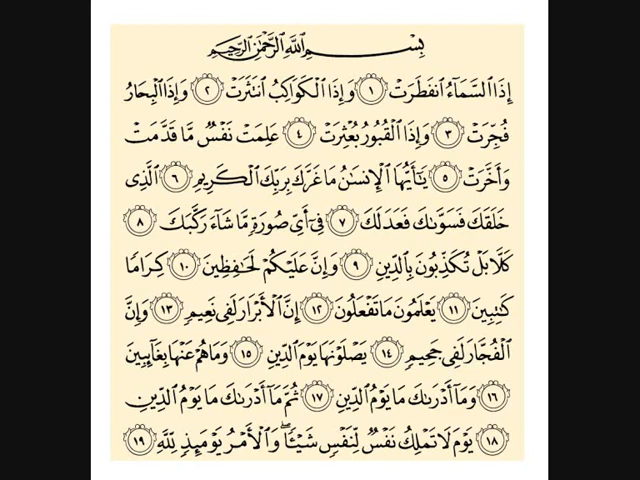 بِسْمِ ٱللَّهِ ٱلرَّحْمَٰنِ ٱلرَّحِيمِ
إِذَا ٱلسَّمَآءُ ٱنفَطَرَتْ ١ وَإِذَا ٱلْكَوَاكِبُ ٱنتَثَرَتْ ٢ وَإِذَا ٱلْبِحَارُ
فُجِّرَتْ ٣ وَإِذَا ٱلْقُبُورُ بُعْثِرَتْ ٤ عَلِمَتْ نَفْسٌ مَّا قَدَّمَتْ
وَأَخَّرَتْ ٥ يَٰٓأَيُّهَا ٱلْإِنسَٰنُ مَا غَرَّكَ بِرَبِّكَ ٱلْكَرِيمِ ٦ ٱلَّذِى
خَلَقَكَ فَسَوَّىٰكَ فَعَدَلَكَ ٧ فِىٓ أَىِّ صُورَةٍ مَّا شَآءَ رَكَّبَكَ ٨
كَلَّا بَلْ تُكَذِّبُونَ بِٱلدِّينِ ٩ وَإِنَّ عَلَيْكُمْ لَحَٰفِظِينَ ١٠ كِرَامًا
كَٰتِبِينَ ١١ يَعْلَمُونَ مَا تَفْعَلُونَ ١٢ إِنَّ ٱلْأَبْرَارَ لَفِى نَعِيمٍ ١٣ وَإِنَّ
ٱلْفُجَّارَ لَفِى جَحِيمٍ ١٤ يَصْلَوْنَهَا يَوْمَ ٱلدِّينِ ١٥ وَمَا هُمْ عَنْهَا بِغَآئِبِينَ
١٦ وَمَآ أَدْرَىٰكَ مَا يَوْمُ ٱلدِّينِ ١٧ ثُمَّ مَآ أَدْرَىٰكَ مَا يَوْمُ ٱلدِّينِ
١٨ يَوْمَ لَا تَمْلِكُ نَفْسٌ لِّنَفْسٍ شَيْـًٔا ۖ وَٱلْأَمْرُ يَوْمَئِذٍ لِّلَّهِ ١٩